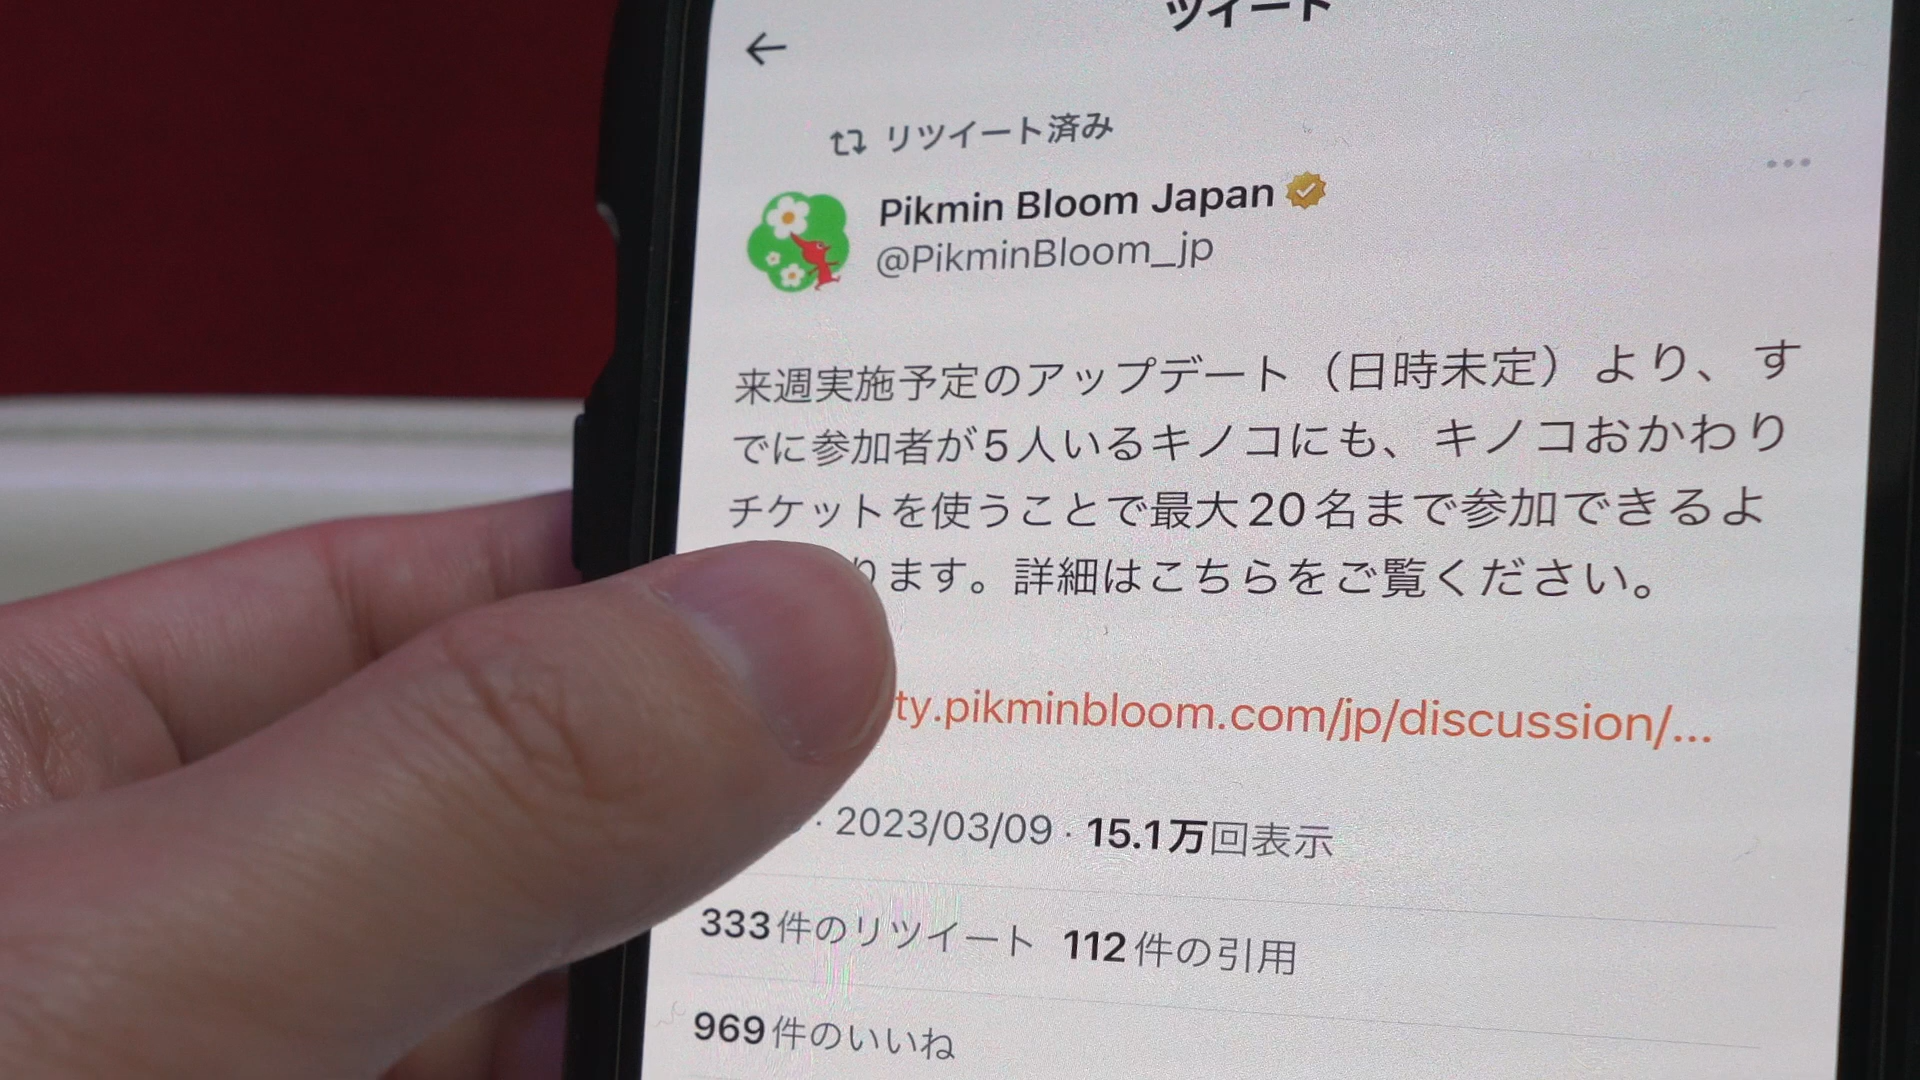 ツイート
リツイート済み
Pikmin Bloom Japan
@PikminBloom_jp
来週実施予定のアップデート（日時未定）より、す
でに参加者が5人いるキノコにも、キノコおかわり
チケットを使うことで最大20名まで参加できるよ
ります。詳細はこちらをご覧ください。
ty.pikminbloom.com/jp/discussion/...
· 2023/03/09 · 15.1万回表示
333件のリツイート 112件の引用
969件のいいね